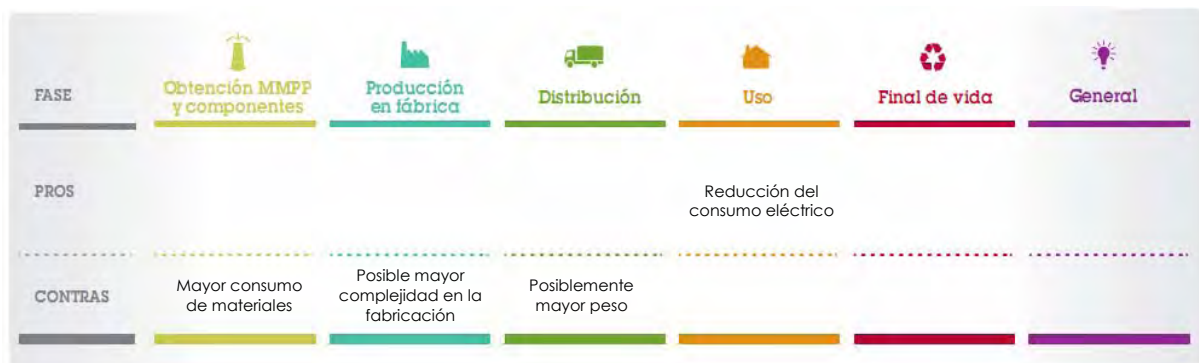 FASE
Obtención MMPP
y componentes
Producción
en fábrica
Distribución
Uso
Final de vida
General
PROS
Reducción del
consumo eléctrico
CONTRAS
Mayor consumo
de materiales
Posible mayor
complejidad en la
fabricación
Posiblemente
mayor peso